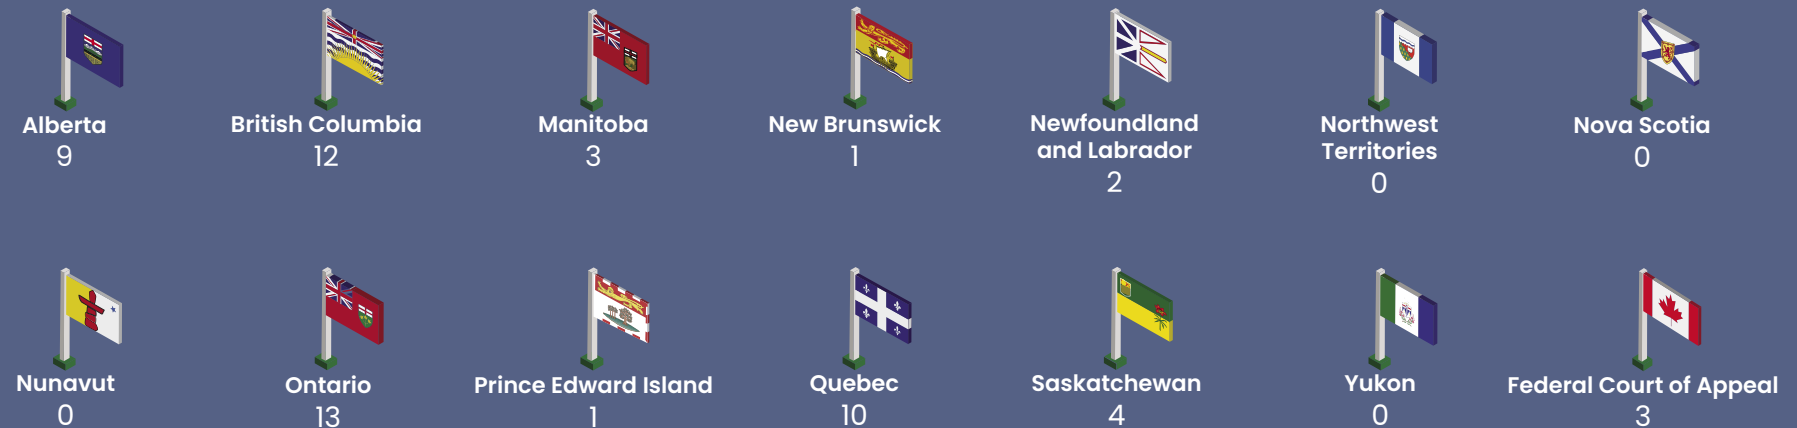 Alberta
9
British Columbia
12
Manitoba
3
New Brunswick
1
Newfoundland
and Labrador
2
Northwest
Territories
0
Nova Scotia
0
Nunavut
0
Ontario
13
Prince Edward Island
1
Quebec
10
Saskatchewan
4
Yukon
0
Federal Court of Appeal
3